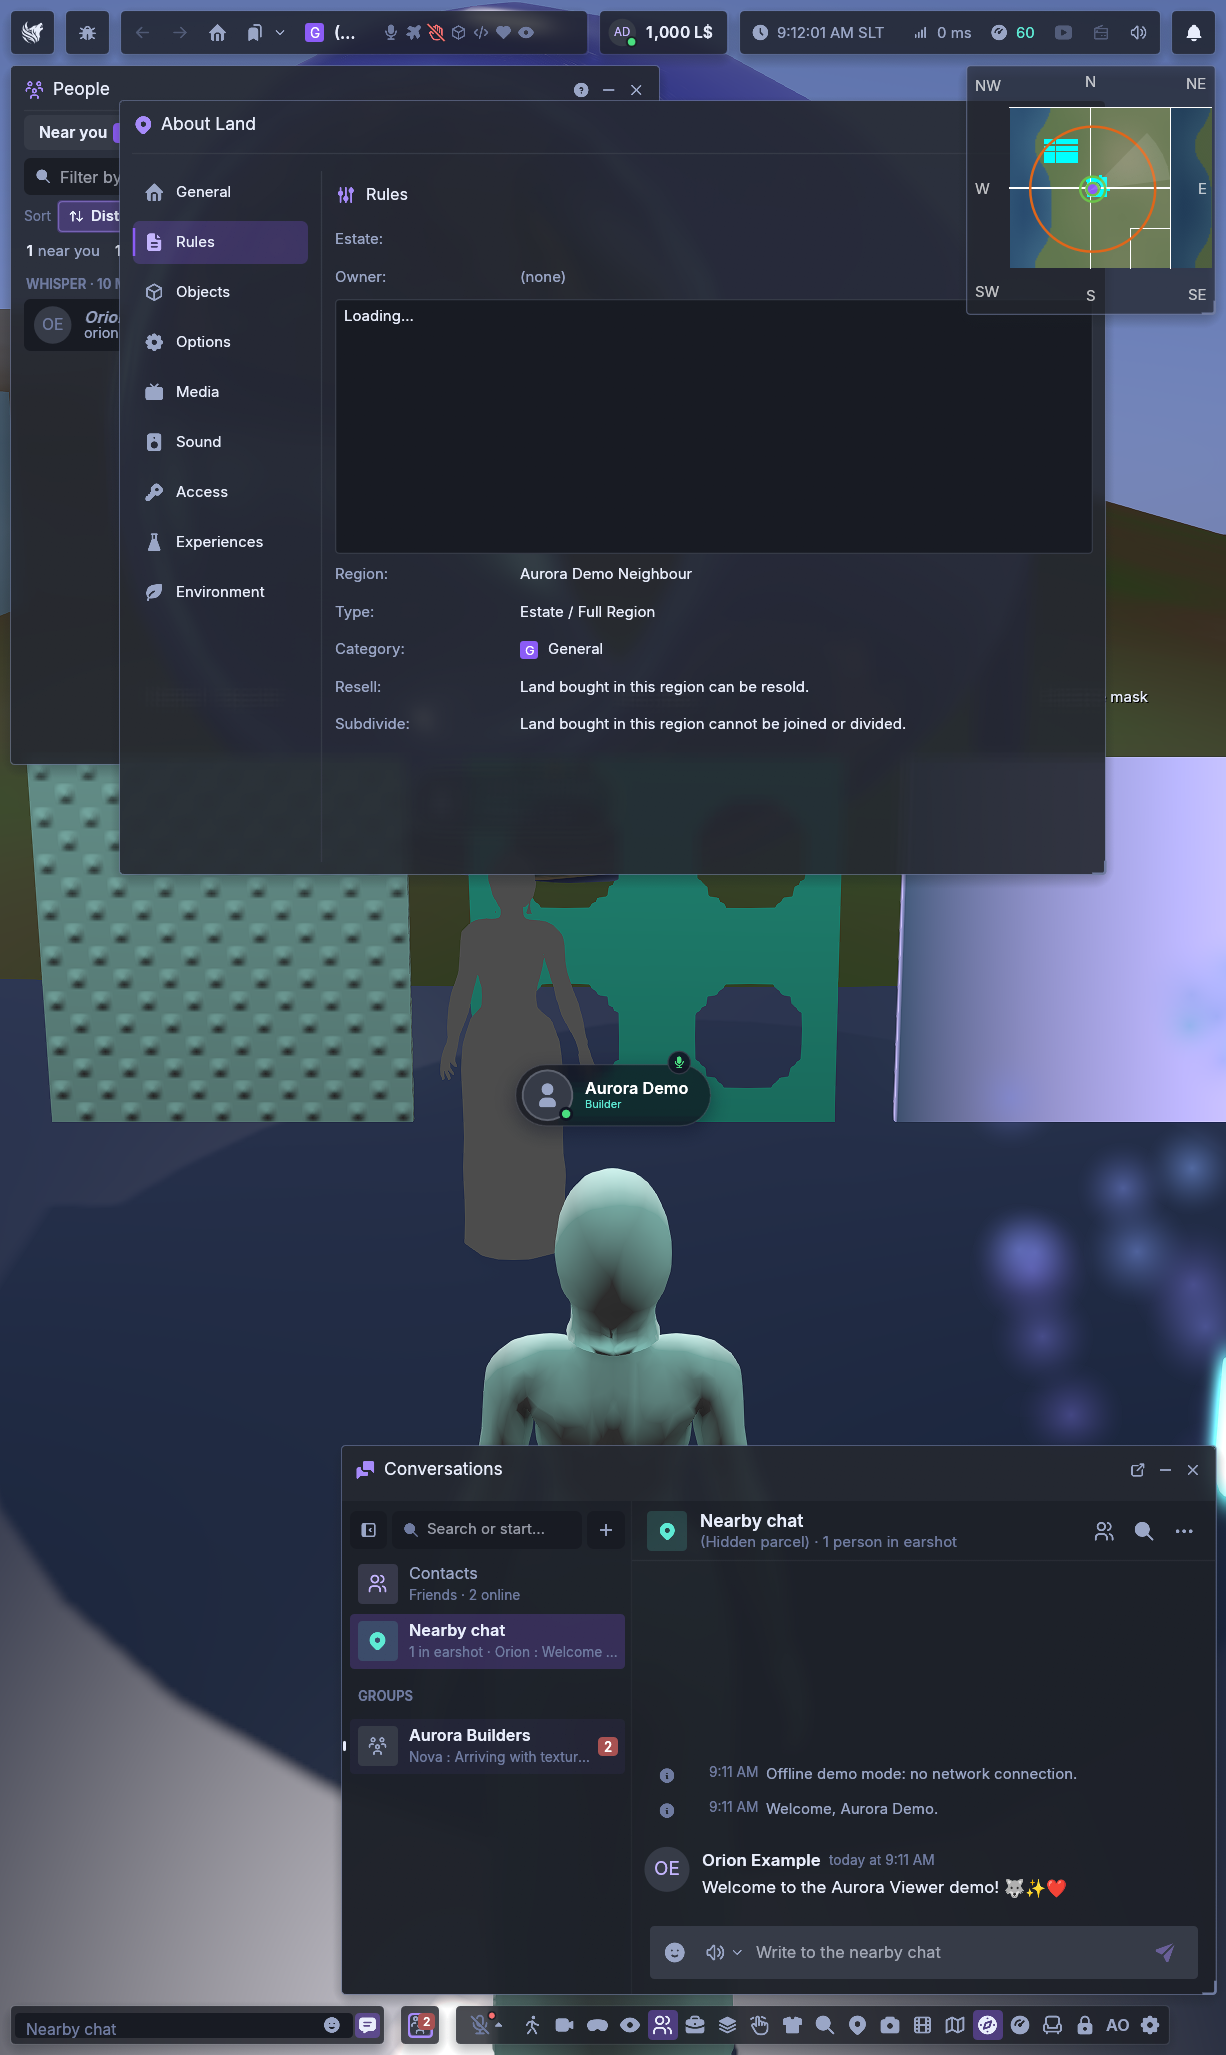 G (...
AD 1,000 L$
9:12:01 AM SLT
0 ms
60
People
Near you
Filter by
Sort
Dist
1 near you 1
WHISPER · 10 M
OE
orion
About Land
General
Rules
Objects
Options
Media
Sound
Access
Experiences
Environment
Rules
Estate:
Owner: (none)
Loading...
Region: Aurora Demo Neighbour
Type: Estate / Full Region
Category: G General
Resell: Land bought in this region can be resold.
Subdivide: Land bought in this region cannot be joined or divided.
NW N NE
W E
SW S SE
mask
Aurora Demo
Builder
Conversations
Search or start...
Contacts
Friends · 2 online
Nearby chat
1 in earshot · Orion : Welcome ...
GROUPS
Aurora Builders
Nova : Arriving with textur...
2
Nearby chat
(Hidden parcel) · 1 person in earshot
9:11 AM Offline demo mode: no network connection.
9:11 AM Welcome, Aurora Demo.
OE
Orion Example today at 9:11 AM
Welcome to the Aurora Viewer demo! 🐺✨❤️
Write to the nearby chat
Nearby chat
2
AO